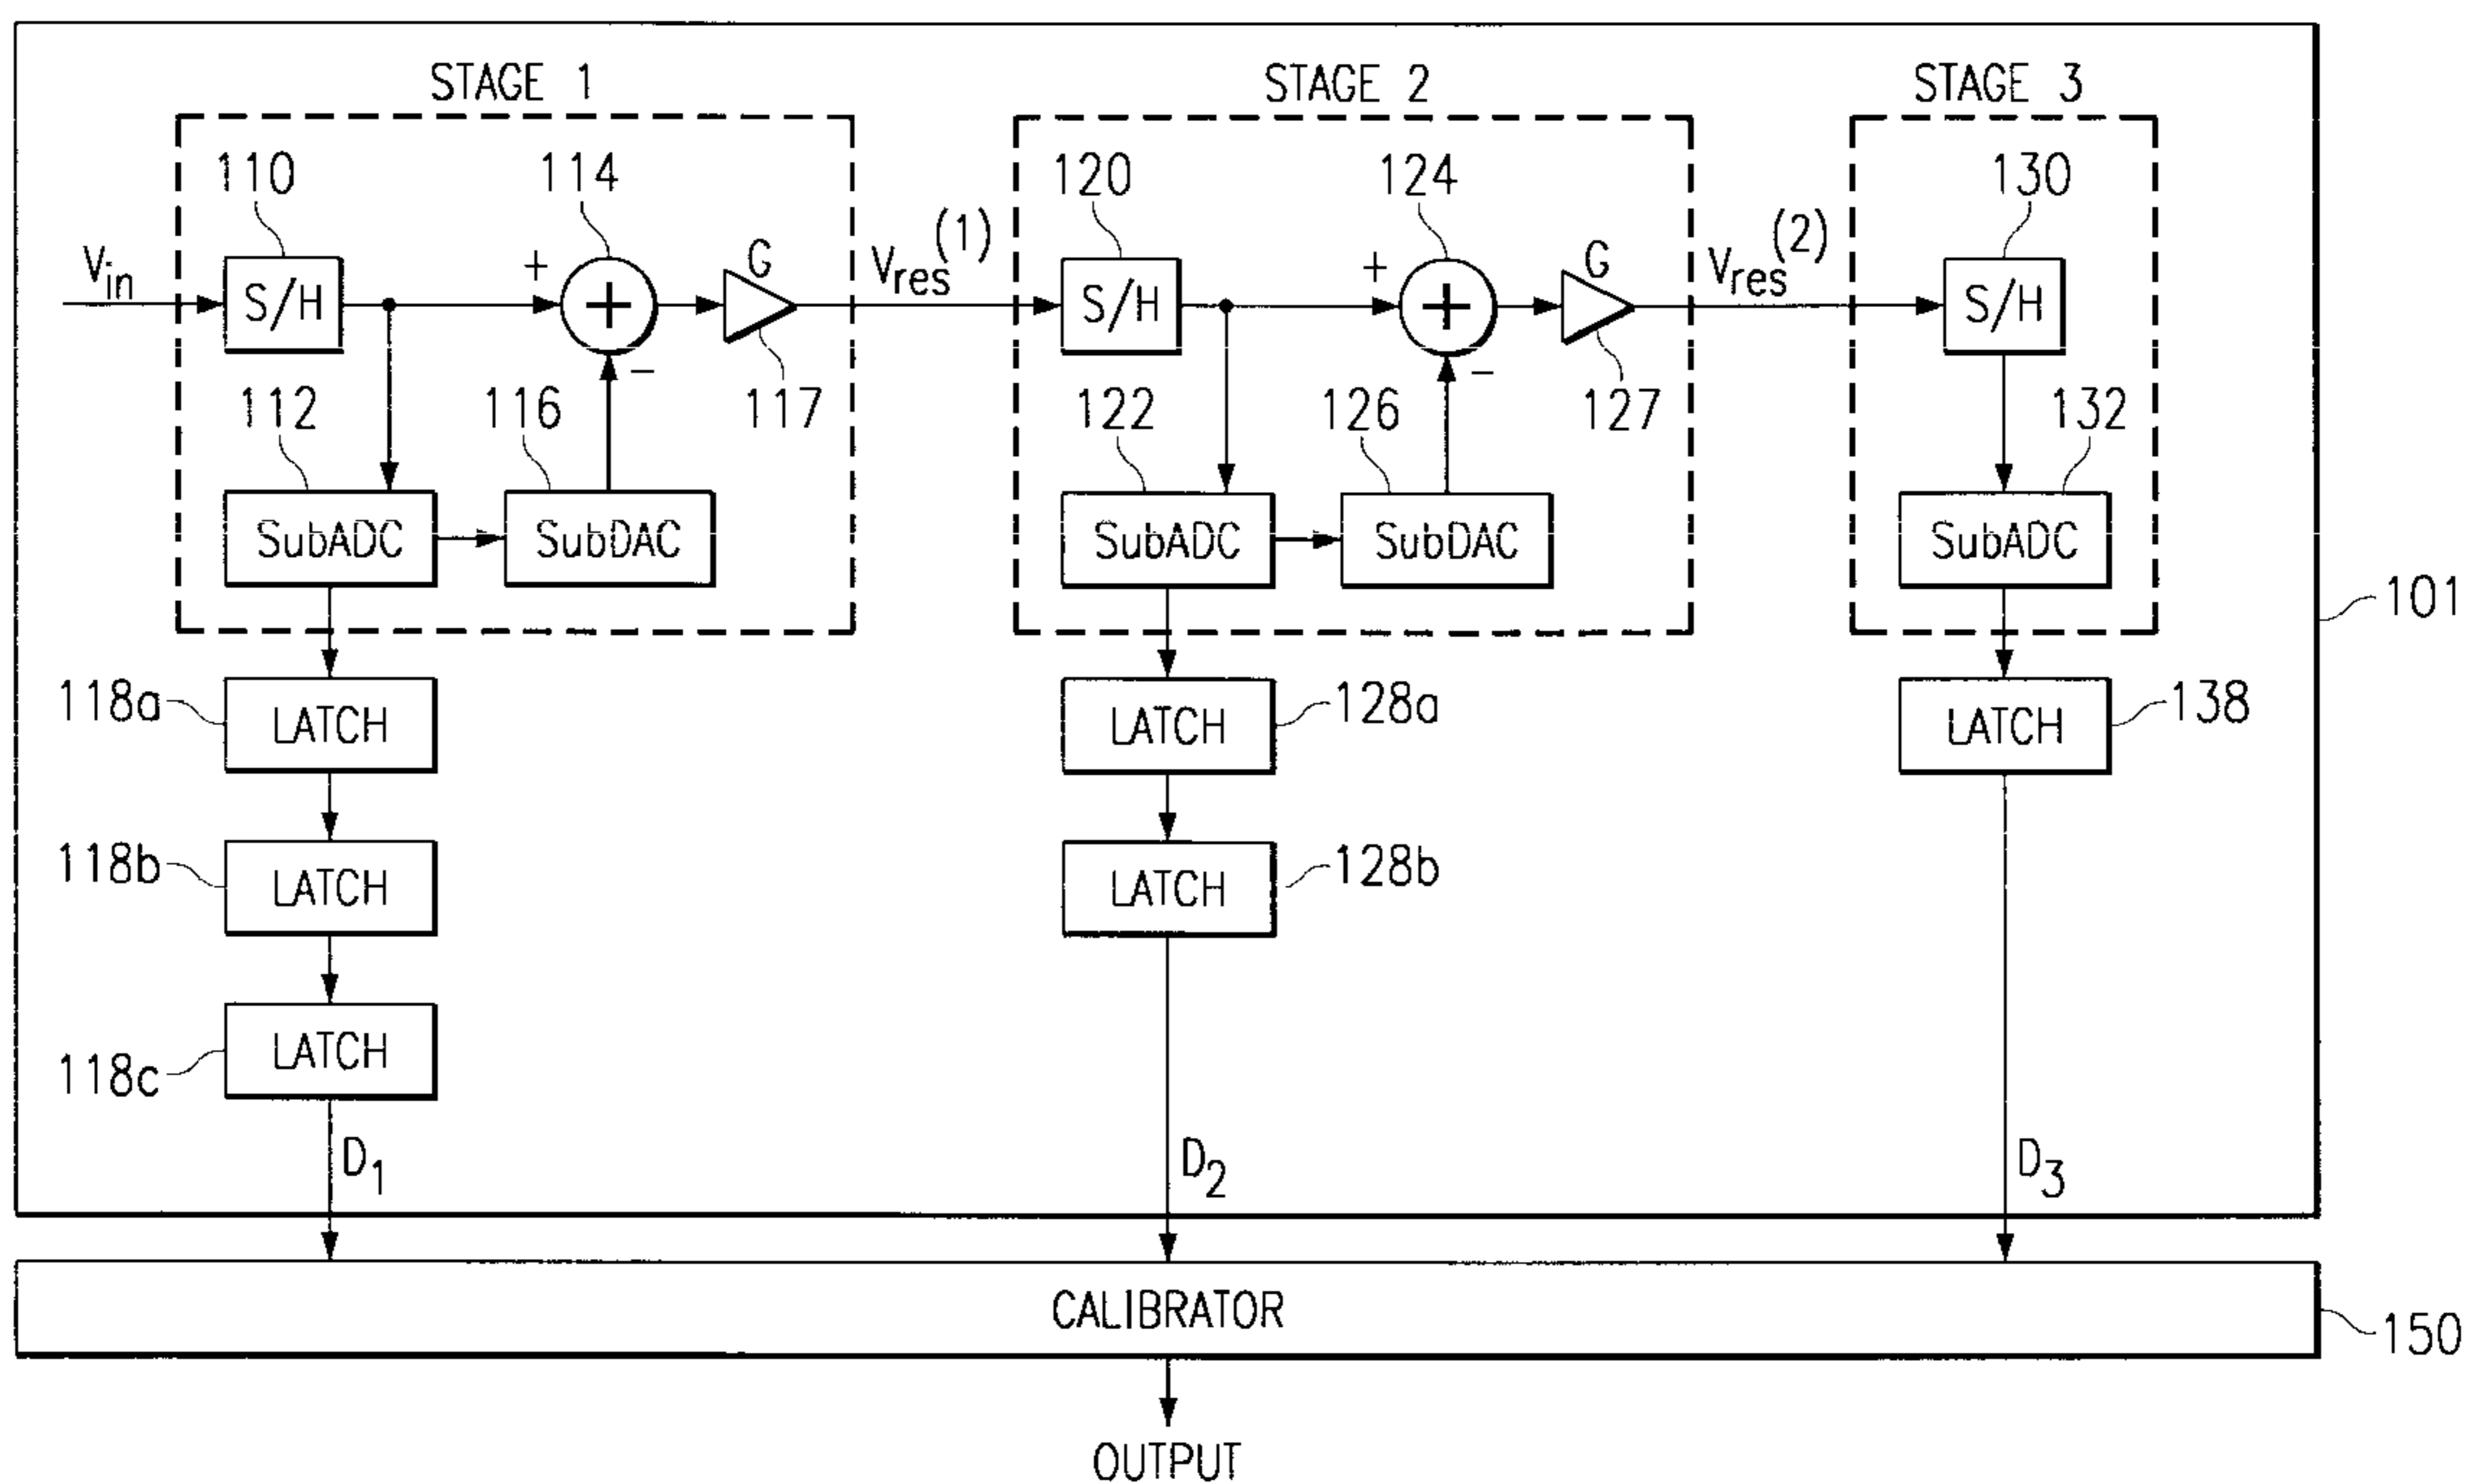 STAGE 1 STAGE 2 STAGE 3
110 114 120 124 130
Vin S/H + + G Vres(1) S/H + + G Vres(2) S/H
112 116 − 117 122 126 − 127 132
SubADC SubDAC SubADC SubDAC SubADC
101
118a LATCH LATCH 128a LATCH 138
118b LATCH LATCH 128b
118c LATCH
D1 D2 D3
CALIBRATOR
150
OUTPUT